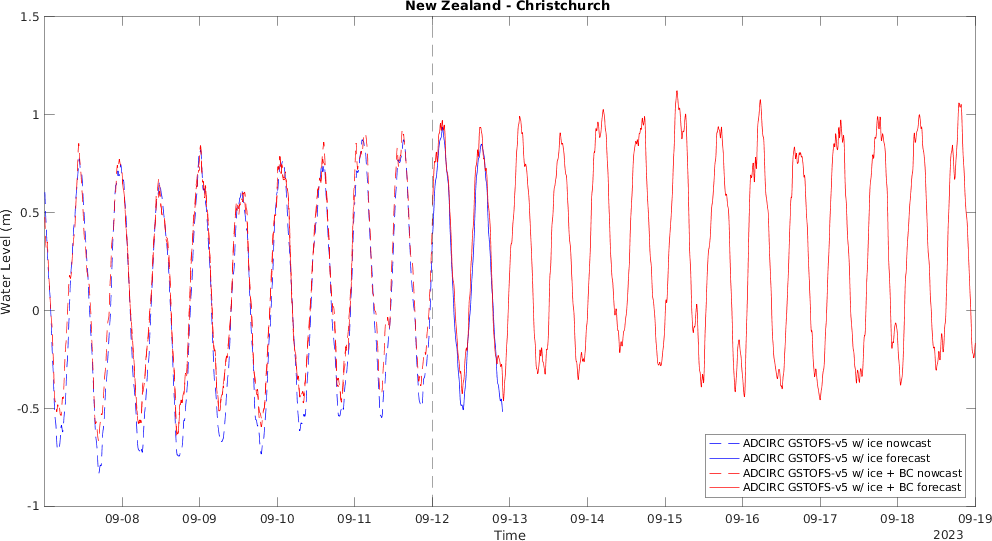 New Zealand - Christchurch
1.5
1
0.5
0
-0.5
-1
Water Level (m)
ADCIRC GSTOFS-v5 w/ ice nowcast
ADCIRC GSTOFS-v5 w/ ice forecast
ADCIRC GSTOFS-v5 w/ ice + BC nowcast
ADCIRC GSTOFS-v5 w/ ice + BC forecast
09-08 09-09 09-10 09-11 09-12 09-13 09-14 09-15 09-16 09-17 09-18 09-19
Time
2023